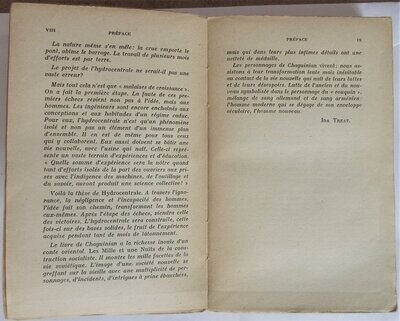 VIII PRÉFACE
La nature même s'en mêle : la crue emporte le
pont, abîme le barrage. Le travail de plusieurs mois
d'efforts est par terre.
Le projet de l'hydrocentrale ne serait-il pas une
vaste erreur?
Mais tout cela n'est que « malaises de croissance ».
On a fait la première étape. La faute de ces pre-
miers échecs revient non pas à l'idée, mais aux
hommes. Les ingénieurs sont encore enchaînés aux
conceptions et aux habitudes d'un régime enfui.
Pour eux, l'hydrocentrale n'est qu'un phénomène
isolé et non pas un élément d'un immense plan
d'ensemble. Il en est de même pour tous ceux
qui y collaborent. Eux aussi doivent se bâtir une
vie nouvelle, avec l'usine qui naît. Celle-ci repré-
sente un vaste terrain d'expériences et d'éducation.
« Quelle somme d'expérience sera la nôtre quand
tant d'efforts isolés de la part des ouvriers aux pri-
ses avec l'indigence des machines, de l'outillage et
du savoir, auront produit une science collective! »
Voilà la thèse de Hydrocentrale. A travers l'igno-
rance, la négligence et l'incapacité des hommes,
l'idée fait son chemin, transformant les hommes
eux-mêmes. Après l'étape des échecs, viendra celle
des victoires. L'hydrocentrale sera construite, cette
fois-ci sur des bases solides, le fruit de l'expérience
acquise pendant tant de mois de tâtonnement.
Le livre de Chaguinian a la richesse inouïe d'un
conte oriental. Les Mille et une Nuits de la cons-
truction socialiste. Il montre les mille facettes de la
vie soviétique. L'image d'une société nouvelle se
greffant sur la vieille avec une multiplicité de per-
sonnages, d'incidents, d'intrigues à peine ébauchées,
PRÉFACE IX
mais qui dans leurs plus infimes détails ont une
netteté de médaille.
Les personnages de Chaguinian vivent: nous as-
sistons à leur transformation lente mais inévitable
au contact de la vie nouvelle qui naît de leurs luttes
et de leurs désespoirs. Lutte de l'ancien et du nou-
veau symbolisée dans le personnage du « rouquin »,
mélange de sang allemand et de sang arménien:
l'homme moderne qui se dégage de son enveloppe
séculaire, l'homme nouveau.
IDA TREAT.